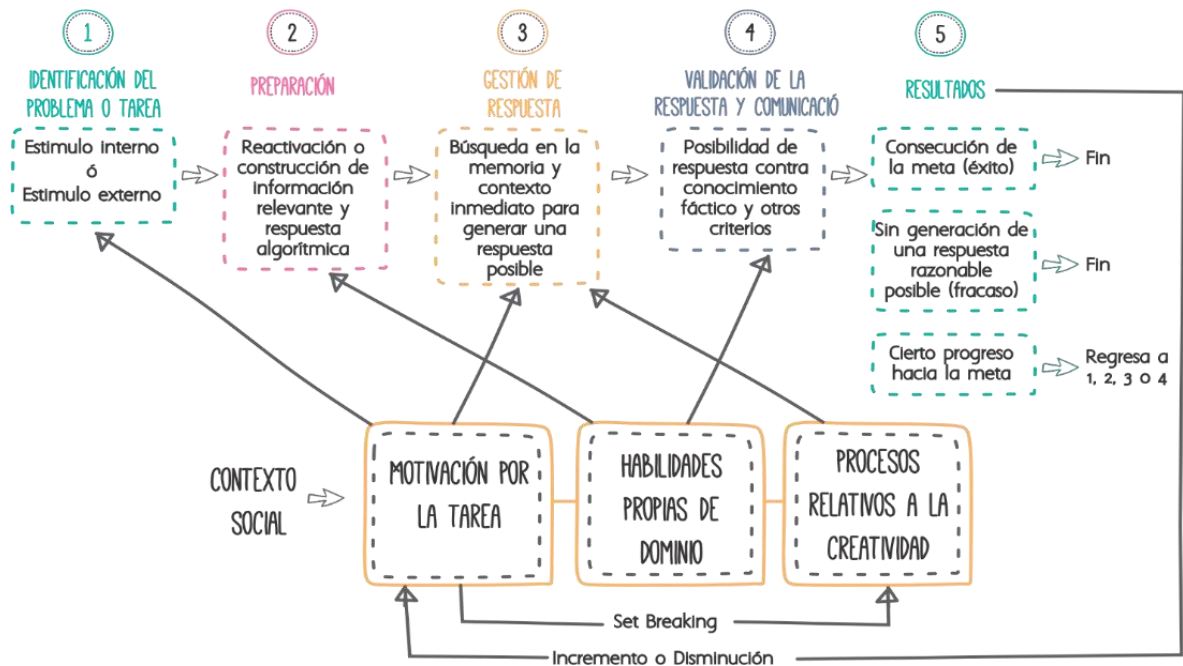 1
IDENTIFICACIÓN DEL
PROBLEMA O TAREA
Estimulo interno
ó
Estimulo externo
2
PREPARACIÓN
Reactivación o
construcción de
información
relevante y
respuesta
algorítmica
3
GESTIÓN DE
RESPUESTA
Búsqueda en la
memoria y
contexto
inmediato para
generar una
respuesta
posible
4
VALIDACIÓN DE LA
RESPUESTA Y COMUNICACIÓ
Posibilidad de
respuesta contra
conocimiento
fáctico y otros
criterios
5
RESULTADOS
Consecución de
la meta (éxito)
Fin
Sin generación de
una respuesta
razonable
posible (fracaso)
Fin
Cierto progreso
hacia la meta
Regresa a
1, 2, 3 o 4
CONTEXTO
SOCIAL
MOTIVACIÓN POR
LA TAREA
HABILIDADES
PROPIAS DE
DOMINIO
PROCESOS
RELATIVOS A LA
CREATIVIDAD
Set Breaking
Incremento o Disminución